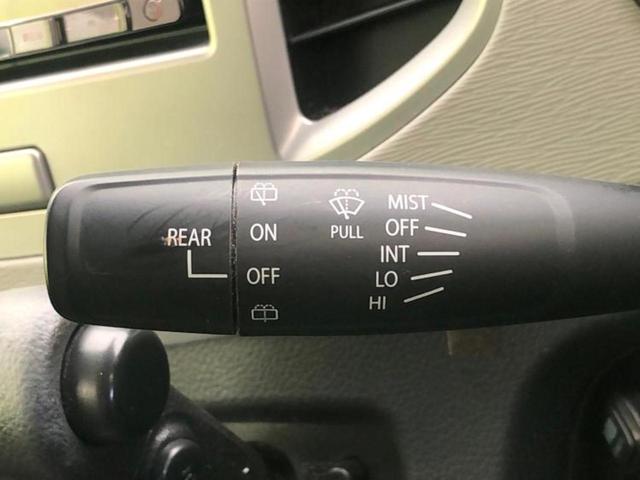 REAR
ON
OFF
PULL
MIST
OFF
INT
LO
HI